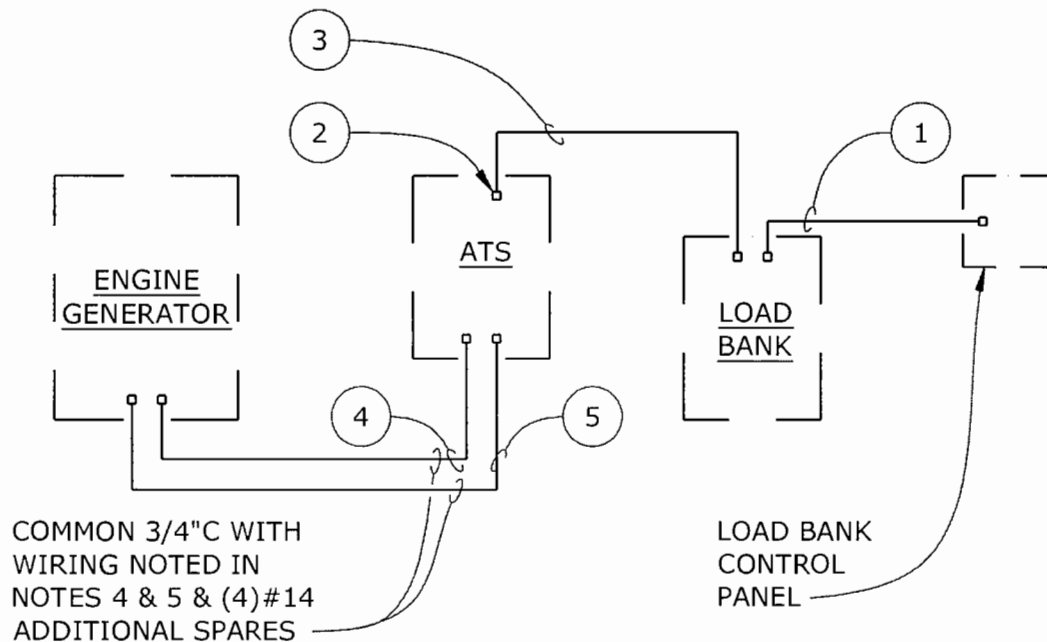 3
2
1
ATS
ENGINE
GENERATOR
LOAD
BANK
4
5
COMMON 3/4"C WITH
WIRING NOTED IN
NOTES 4 & 5 & (4)#14
ADDITIONAL SPARES
LOAD BANK
CONTROL
PANEL